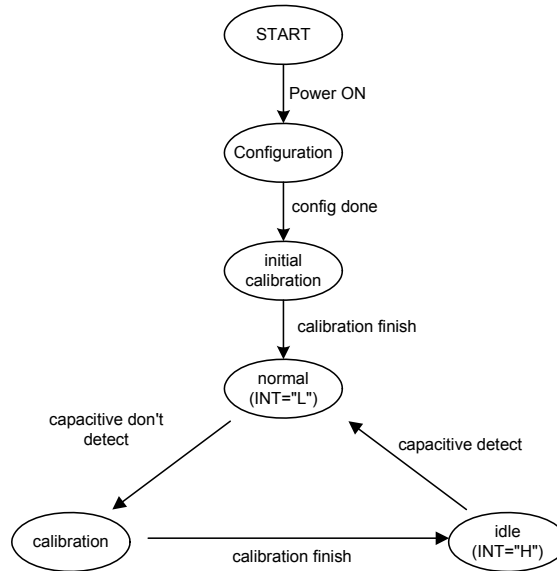 START
Power ON
Configuration
config done
initial
calibration
calibration finish
normal
(INT="L")
capacitive don't
detect
capacitive detect
calibration
calibration finish
idle
(INT="H")